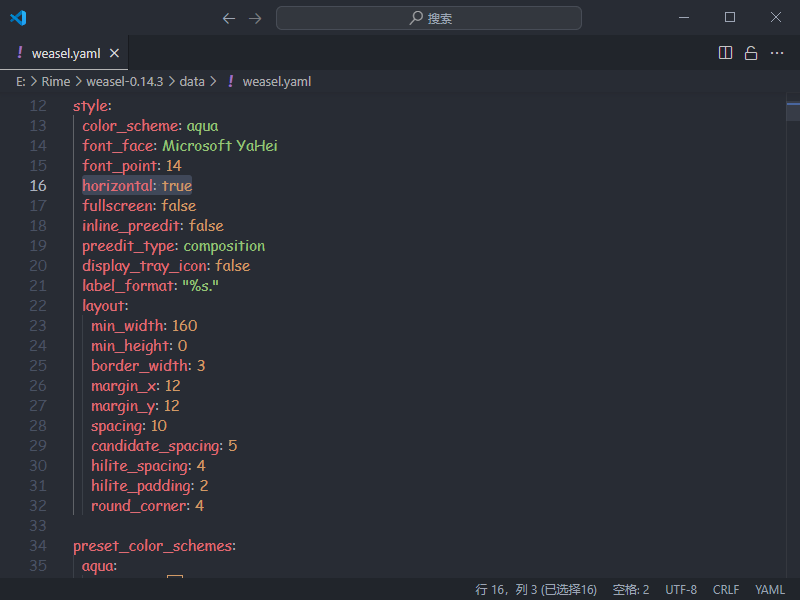 搜索
! weasel.yaml
E: > Rime > weasel-0.14.3 > data > ! weasel.yaml
12 style:
13 color_scheme: aqua
14 font_face: Microsoft YaHei
15 font_point: 14
16 horizontal: true
17 fullscreen: false
18 inline_preedit: false
19 preedit_type: composition
20 display_tray_icon: false
21 label_format: "%s."
22 layout:
23 min_width: 160
24 min_height: 0
25 border_width: 3
26 margin_x: 12
27 margin_y: 12
28 spacing: 10
29 candidate_spacing: 5
30 hilite_spacing: 4
31 hilite_padding: 2
32 round_corner: 4
33
34 preset_color_schemes:
35 aqua:
行 16，列 3 (已选择16) 空格: 2 UTF-8 CRLF YAML